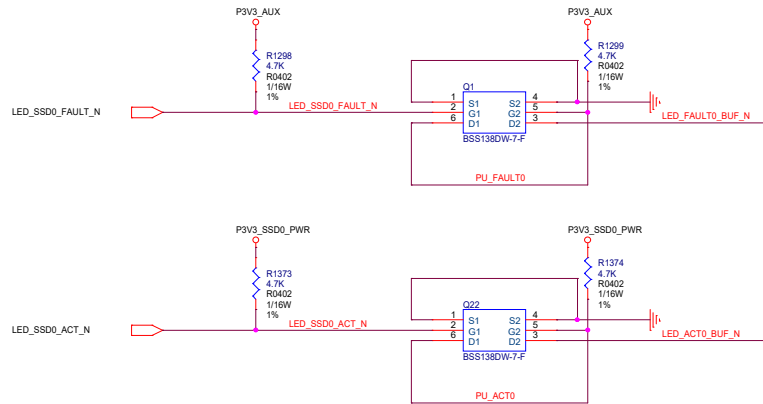 P3V3_AUX
P3V3_AUX
R1298
4.7K
R0402
1/16W
1%
R1299
4.7K
R0402
1/16W
1%
Q1
LED_SSD0_FAULT_N
LED_SSD0_FAULT_N
1 S1 S2 4
2 G1 G2 5
6 D1 D2 3
LED_FAULT0_BUF_N
BSS138DW-7-F
PU_FAULT0
P3V3_SSD0_PWR
P3V3_SSD0_PWR
R1373
4.7K
R0402
1/16W
1%
R1374
4.7K
R0402
1/16W
1%
Q22
LED_SSD0_ACT_N
LED_SSD0_ACT_N
1 S1 S2 4
2 G1 G2 5
6 D1 D2 3
LED_ACT0_BUF_N
BSS138DW-7-F
PU_ACT0